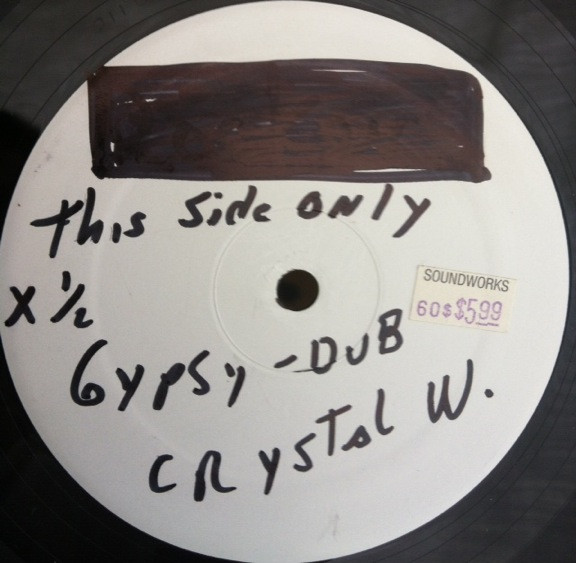 this side only
x 1/2
SOUNDWORKS
60$ $5.99
Gypsy - DUB
CRystal W.